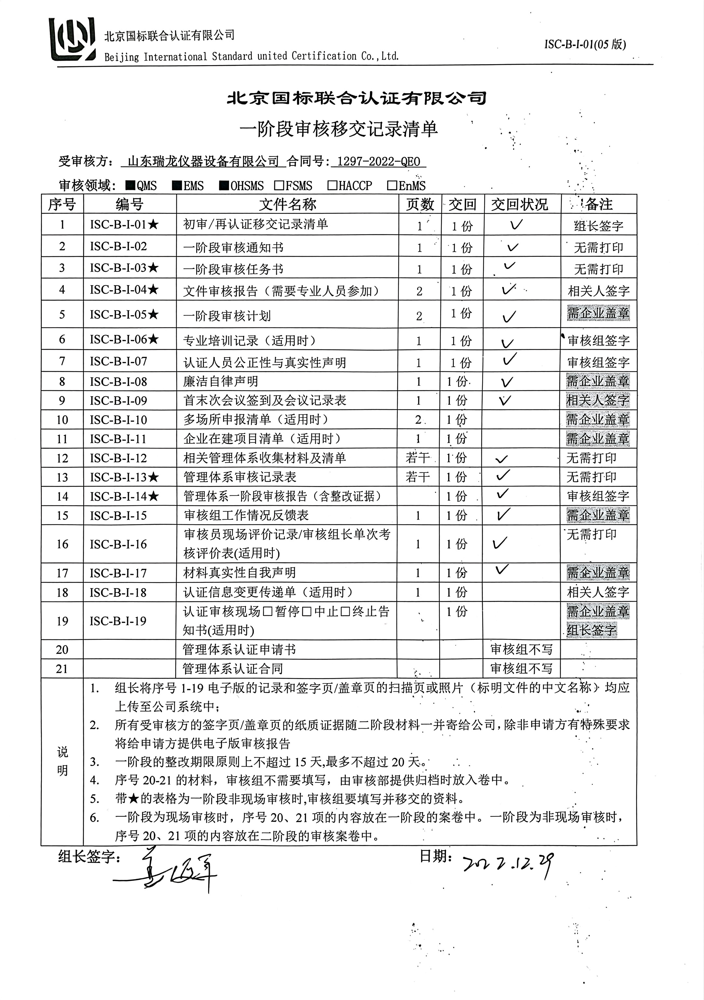 北京国标联合认证有限公司
ISC-B-I-01(05 版)
Beijing International Standard united Certification Co.,Ltd.
北京国标联合认证有限公司
一阶段审核移交记录清单
受审核方： 山东瑞龙仪器设备有限公司 合同号：1297-2022-QEO
审核领域：■QMS ■EMS ■OHSMS □FSMS □HACCP □EnMS
序号 编号 文件名称 页数 交回 交回状况 备注
1 ISC-B-I-01★ 初审/再认证移交记录清单 1 1 份 ✓ 组长签字
2 ISC-B-I-02 一阶段审核通知书 1 1 份 ✓ 无需打印
3 ISC-B-I-03★ 一阶段审核任务书 1 1 份 ✓ 无需打印
4 ISC-B-I-04★ 文件审核报告（需要专业人员参加） 2 1 份 ✓ 相关人签字
5 ISC-B-I-05★ 一阶段审核计划 2 1 份 ✓ 需企业盖章
6 ISC-B-I-06★ 专业培训记录（适用时） 1 1 份 ✓ 审核组签字
7 ISC-B-I-07 认证人员公正性与真实性声明 1 1 份 ✓ 审核组签字
8 ISC-B-I-08 廉洁自律声明 1 1 份 ✓ 需企业盖章
9 ISC-B-I-09 首末次会议签到及会议记录表 1 1 份 ✓ 相关人签字
10 ISC-B-I-10 多场所申报清单（适用时） 2 1 份 需企业盖章
11 ISC-B-I-11 企业在建项目清单（适用时） 1 1 份 需企业盖章
12 ISC-B-I-12 相关管理体系收集材料及清单 若干 1 份 ✓ 无需打印
13 ISC-B-I-13★ 管理体系审核记录表 若干 1 份 ✓ 无需打印
14 ISC-B-I-14★ 管理体系一阶段审核报告（含整改证据） 1 份 ✓ 审核组签字
15 ISC-B-I-15 审核组工作情况反馈表 1 1 份 ✓ 需企业盖章
16 ISC-B-I-16 审核员现场评价记录/审核组长单次考 1 1 份 ✓ 无需打印
核评价表(适用时)
17 ISC-B-I-17 材料真实性自我声明 1 1 份 ✓ 需企业盖章
18 ISC-B-I-18 认证信息变更传递单（适用时） 1 1 份 相关人签字
19 ISC-B-I-19 认证审核现场□暂停□中止□终止告 1 份 需企业盖章
知书(适用时) 组长签字
20 管理体系认证申请书 审核组不写
21 管理体系认证合同 审核组不写
说明
1. 组长将序号 1-19 电子版的记录和签字页/盖章页的扫描页或照片（标明文件的中文名称）均应
上传至公司系统中；
2. 所有受审核方的签字页/盖章页的纸质证据随二阶段材料一并寄给公司,除非申请方有特殊要求
将给申请方提供电子版审核报告
3. 一阶段的整改期限原则上不超过 15 天,最多不超过 20 天。
4. 序号 20-21 的材料，审核组不需要填写，由审核部提供归档时放入卷中。
5. 带★的表格为一阶段非现场审核时,审核组要填写并移交的资料。
6. 一阶段为现场审核时，序号 20、21 项的内容放在一阶段的案卷中。一阶段为非现场审核时，
序号 20、21 项的内容放在二阶段的审核案卷中。
组长签字： 日期：2022.12.29